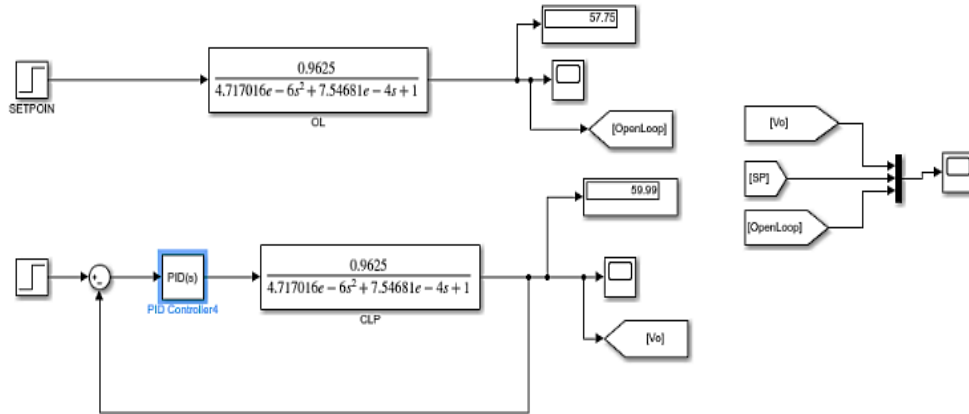 57.75
0.9625
4.717016e − 6s² + 7.54681e − 4s + 1
SETPOIN
OL
[OpenLoop]
[Vo]
[SP]
[OpenLoop]
59.99
+
−
PID(s)
PID Controller4
0.9625
4.717016e − 6s² + 7.54681e − 4s + 1
CLP
[Vo]